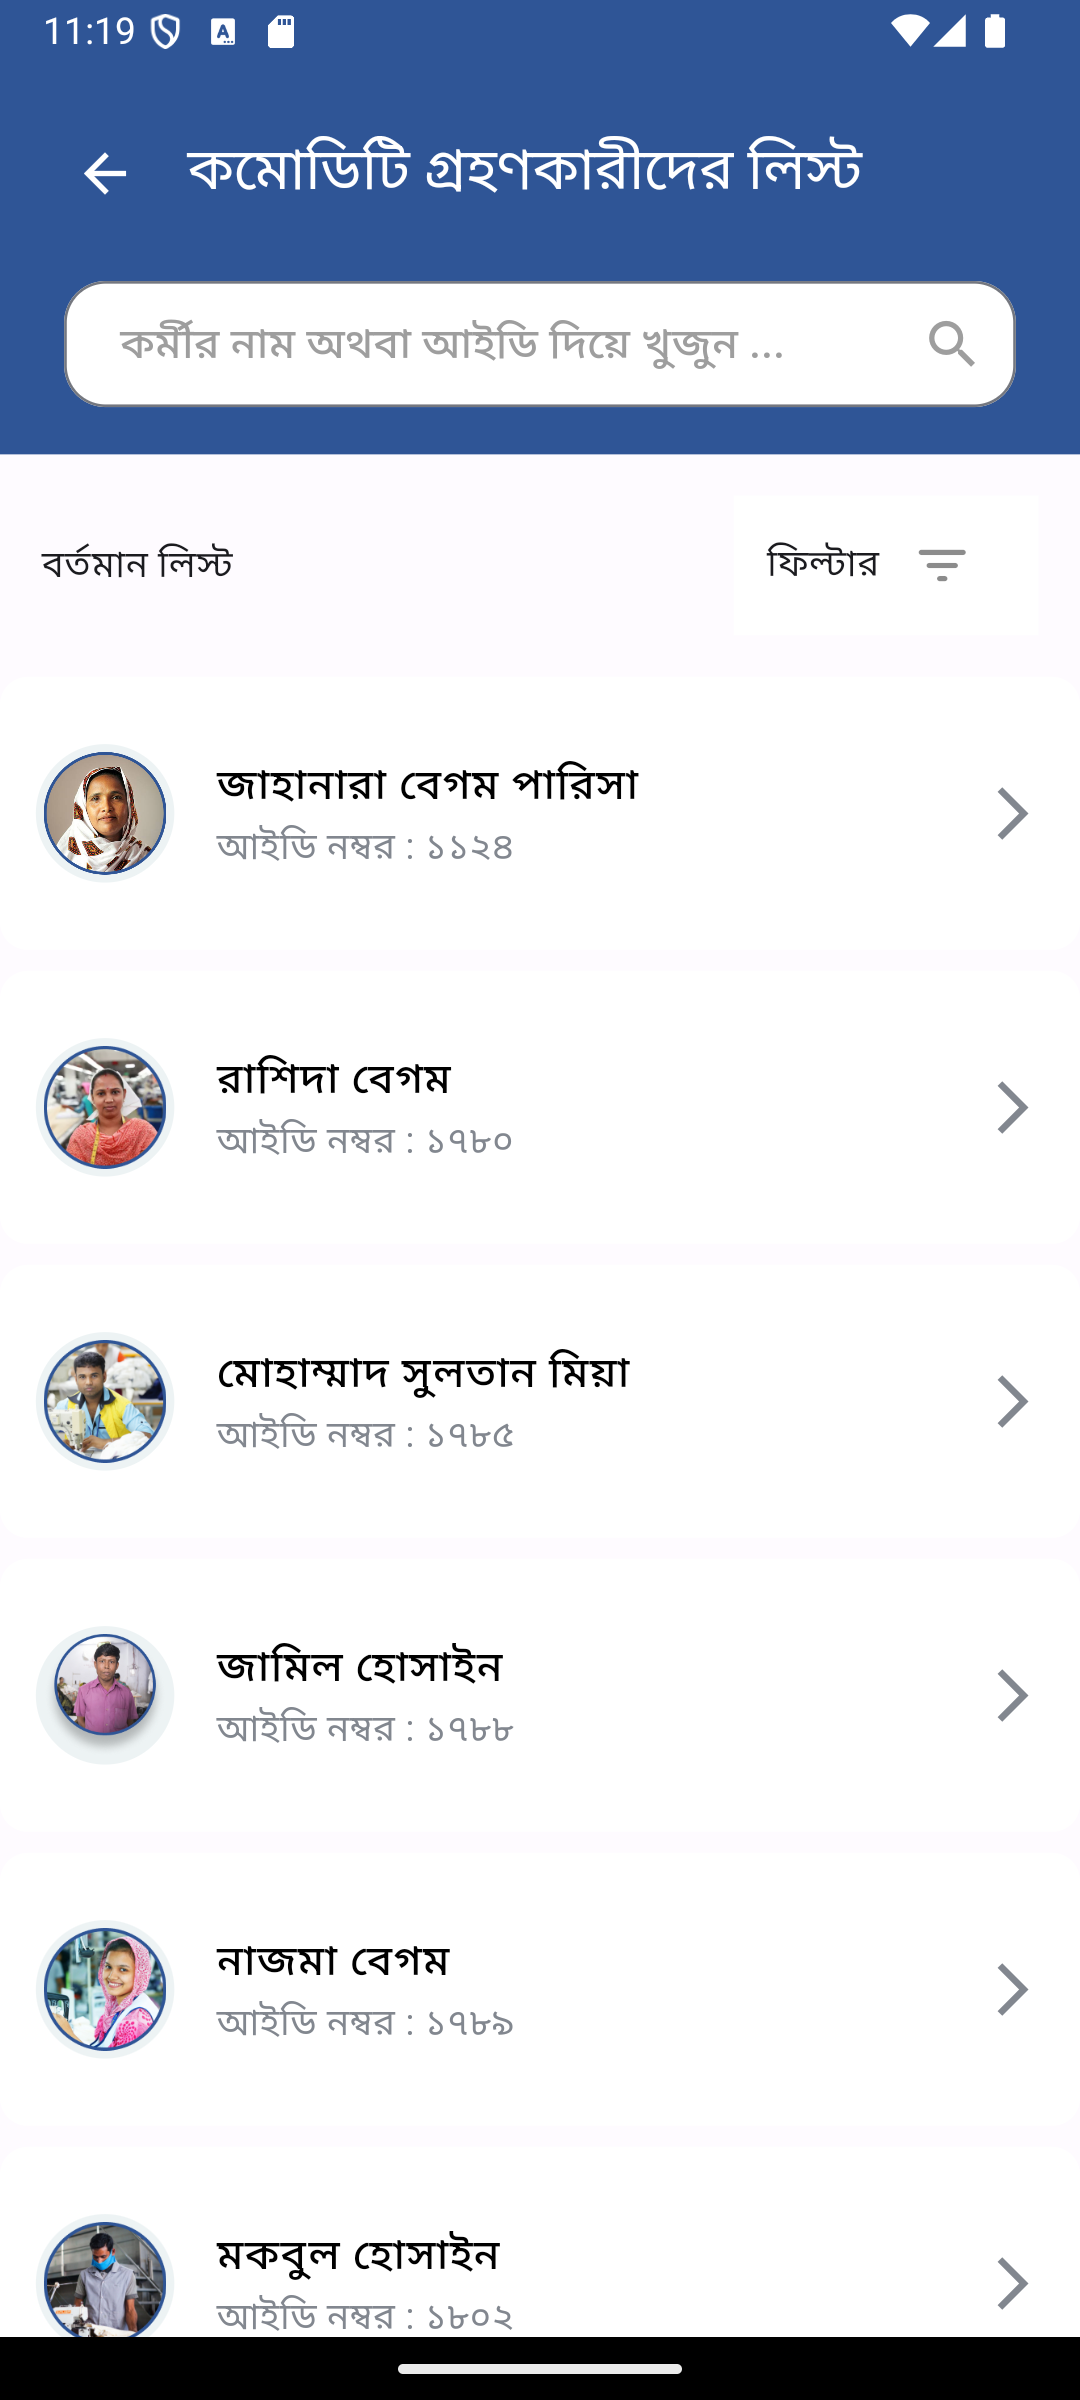 11:19
কমোডিটি গ্রহণকারীদের লিস্ট
কর্মীর নাম অথবা আইডি দিয়ে খুজুন ...
বর্তমান লিস্ট
ফিল্টার
জাহানারা বেগম পারিসা
আইডি নম্বর : ১১২৪
রাশিদা বেগম
আইডি নম্বর : ১৭৮০
মোহাম্মাদ সুলতান মিয়া
আইডি নম্বর : ১৭৮৫
জামিল হোসাইন
আইডি নম্বর : ১৭৮৮
নাজমা বেগম
আইডি নম্বর : ১৭৮৯
মকবুল হোসাইন
আইডি নম্বর : ১৮০২